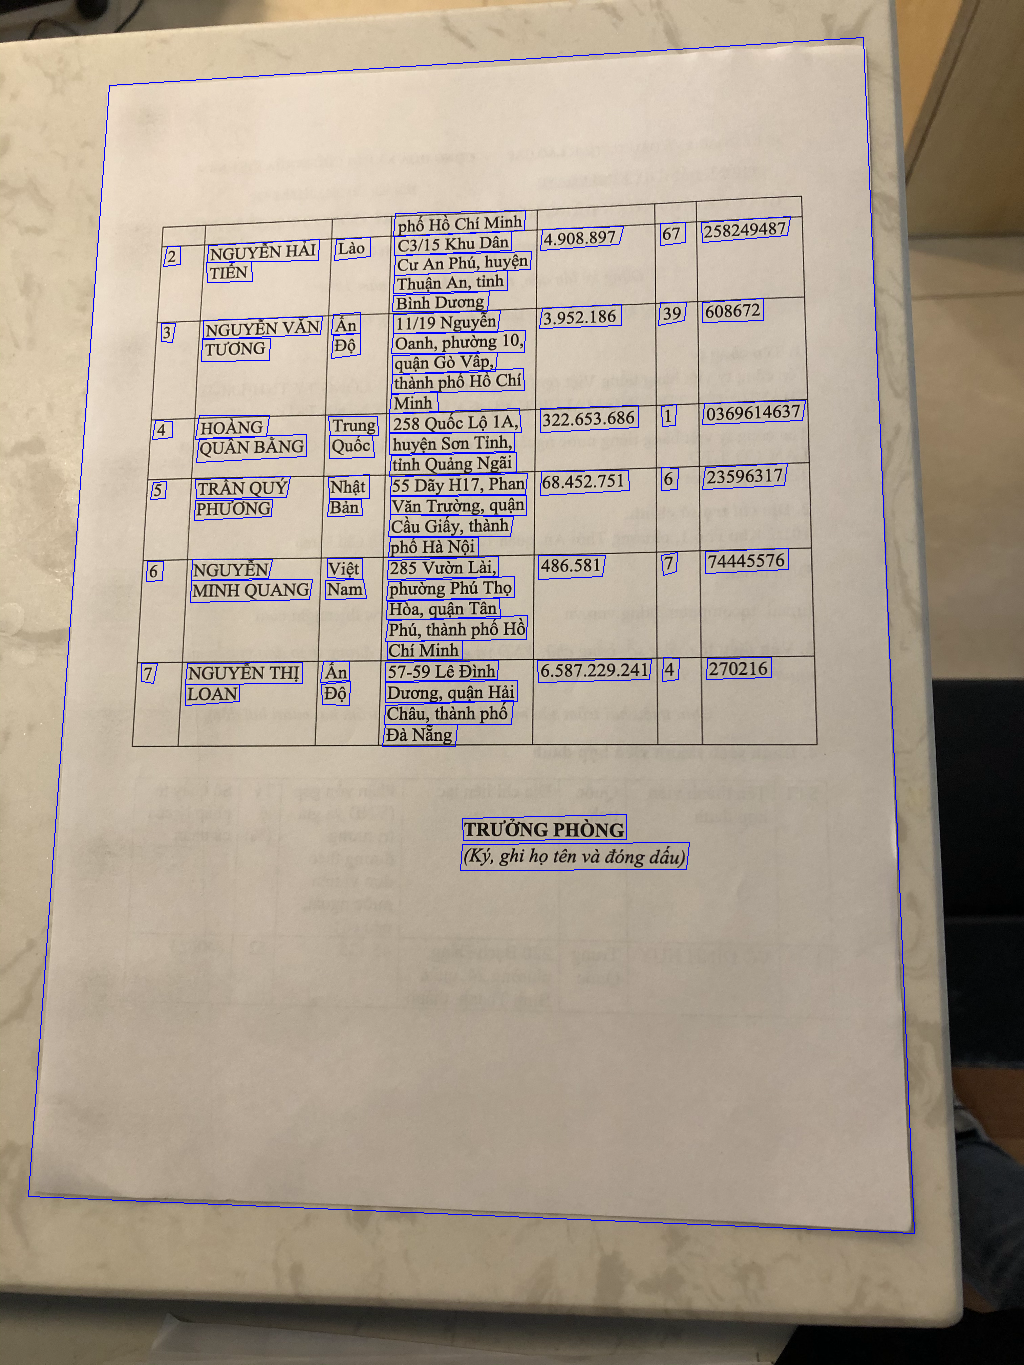 phố Hồ Chí Minh
2 NGUYỄN HẢI TIẾN Lào C3/15 Khu Dân Cư An Phú, huyện Thuận An, tỉnh Bình Dương 4.908.897 67 258249487
3 NGUYỄN VĂN TƯƠNG Ấn Độ 11/19 Nguyễn Oanh, phường 10, quận Gò Vấp, thành phố Hồ Chí Minh 3.952.186 39 608672
4 HOÀNG QUÂN BẰNG Trung Quốc 258 Quốc Lộ 1A, huyện Sơn Tịnh, tỉnh Quảng Ngãi 322.653.686 1 0369614637
5 TRẦN QUÝ PHƯƠNG Nhật Bản 55 Dãy H17, Phan Văn Trường, quận Cầu Giấy, thành phố Hà Nội 68.452.751 6 23596317
6 NGUYỄN MINH QUANG Việt Nam 285 Vườn Lài, phường Phú Thọ Hòa, quận Tân Phú, thành phố Hồ Chí Minh 486.581 7 74445576
7 NGUYỄN THỊ LOAN Ấn Độ 57-59 Lê Đình Dương, quận Hải Châu, thành phố Đà Nẵng 6.587.229.241 4 270216
TRƯỞNG PHÒNG
(Ký, ghi họ tên và đóng dấu)